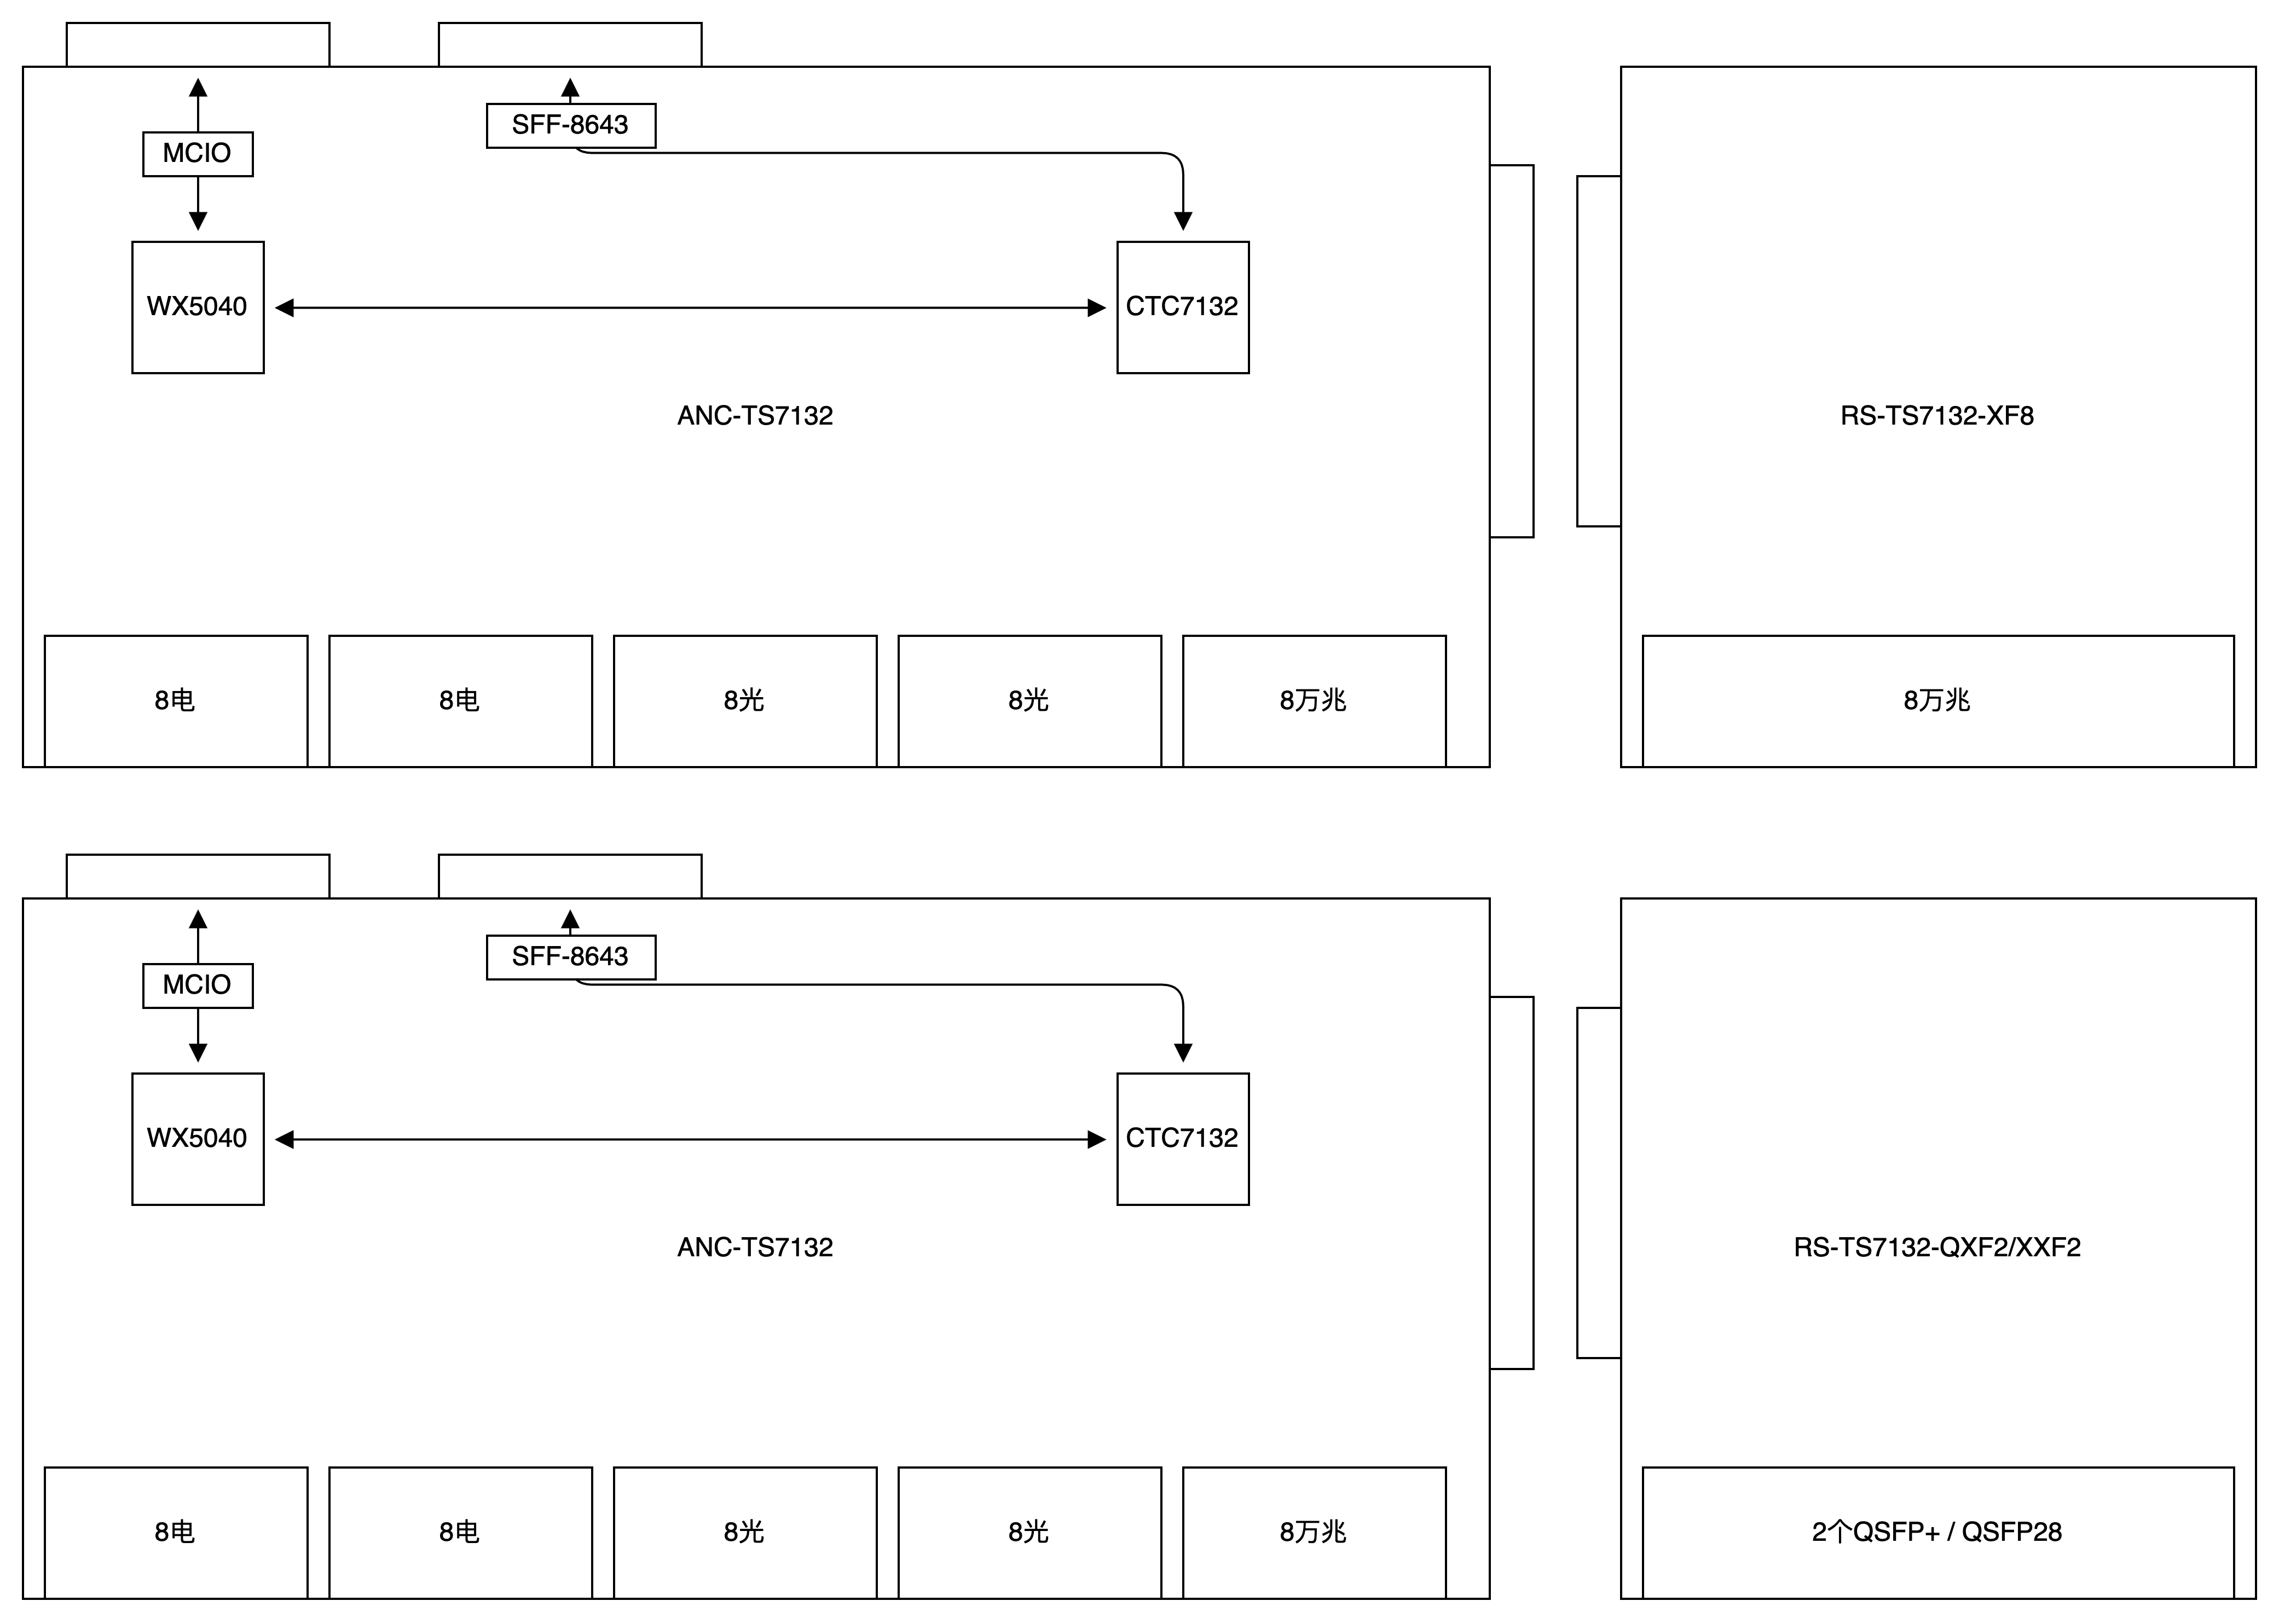 SFF-8643
MCIO
WX5040
CTC7132
ANC-TS7132
RS-TS7132-XF8
8电
8电
8光
8光
8万兆
8万兆
SFF-8643
MCIO
WX5040
CTC7132
ANC-TS7132
RS-TS7132-QXF2/XXF2
8电
8电
8光
8光
8万兆
2个QSFP+ / QSFP28